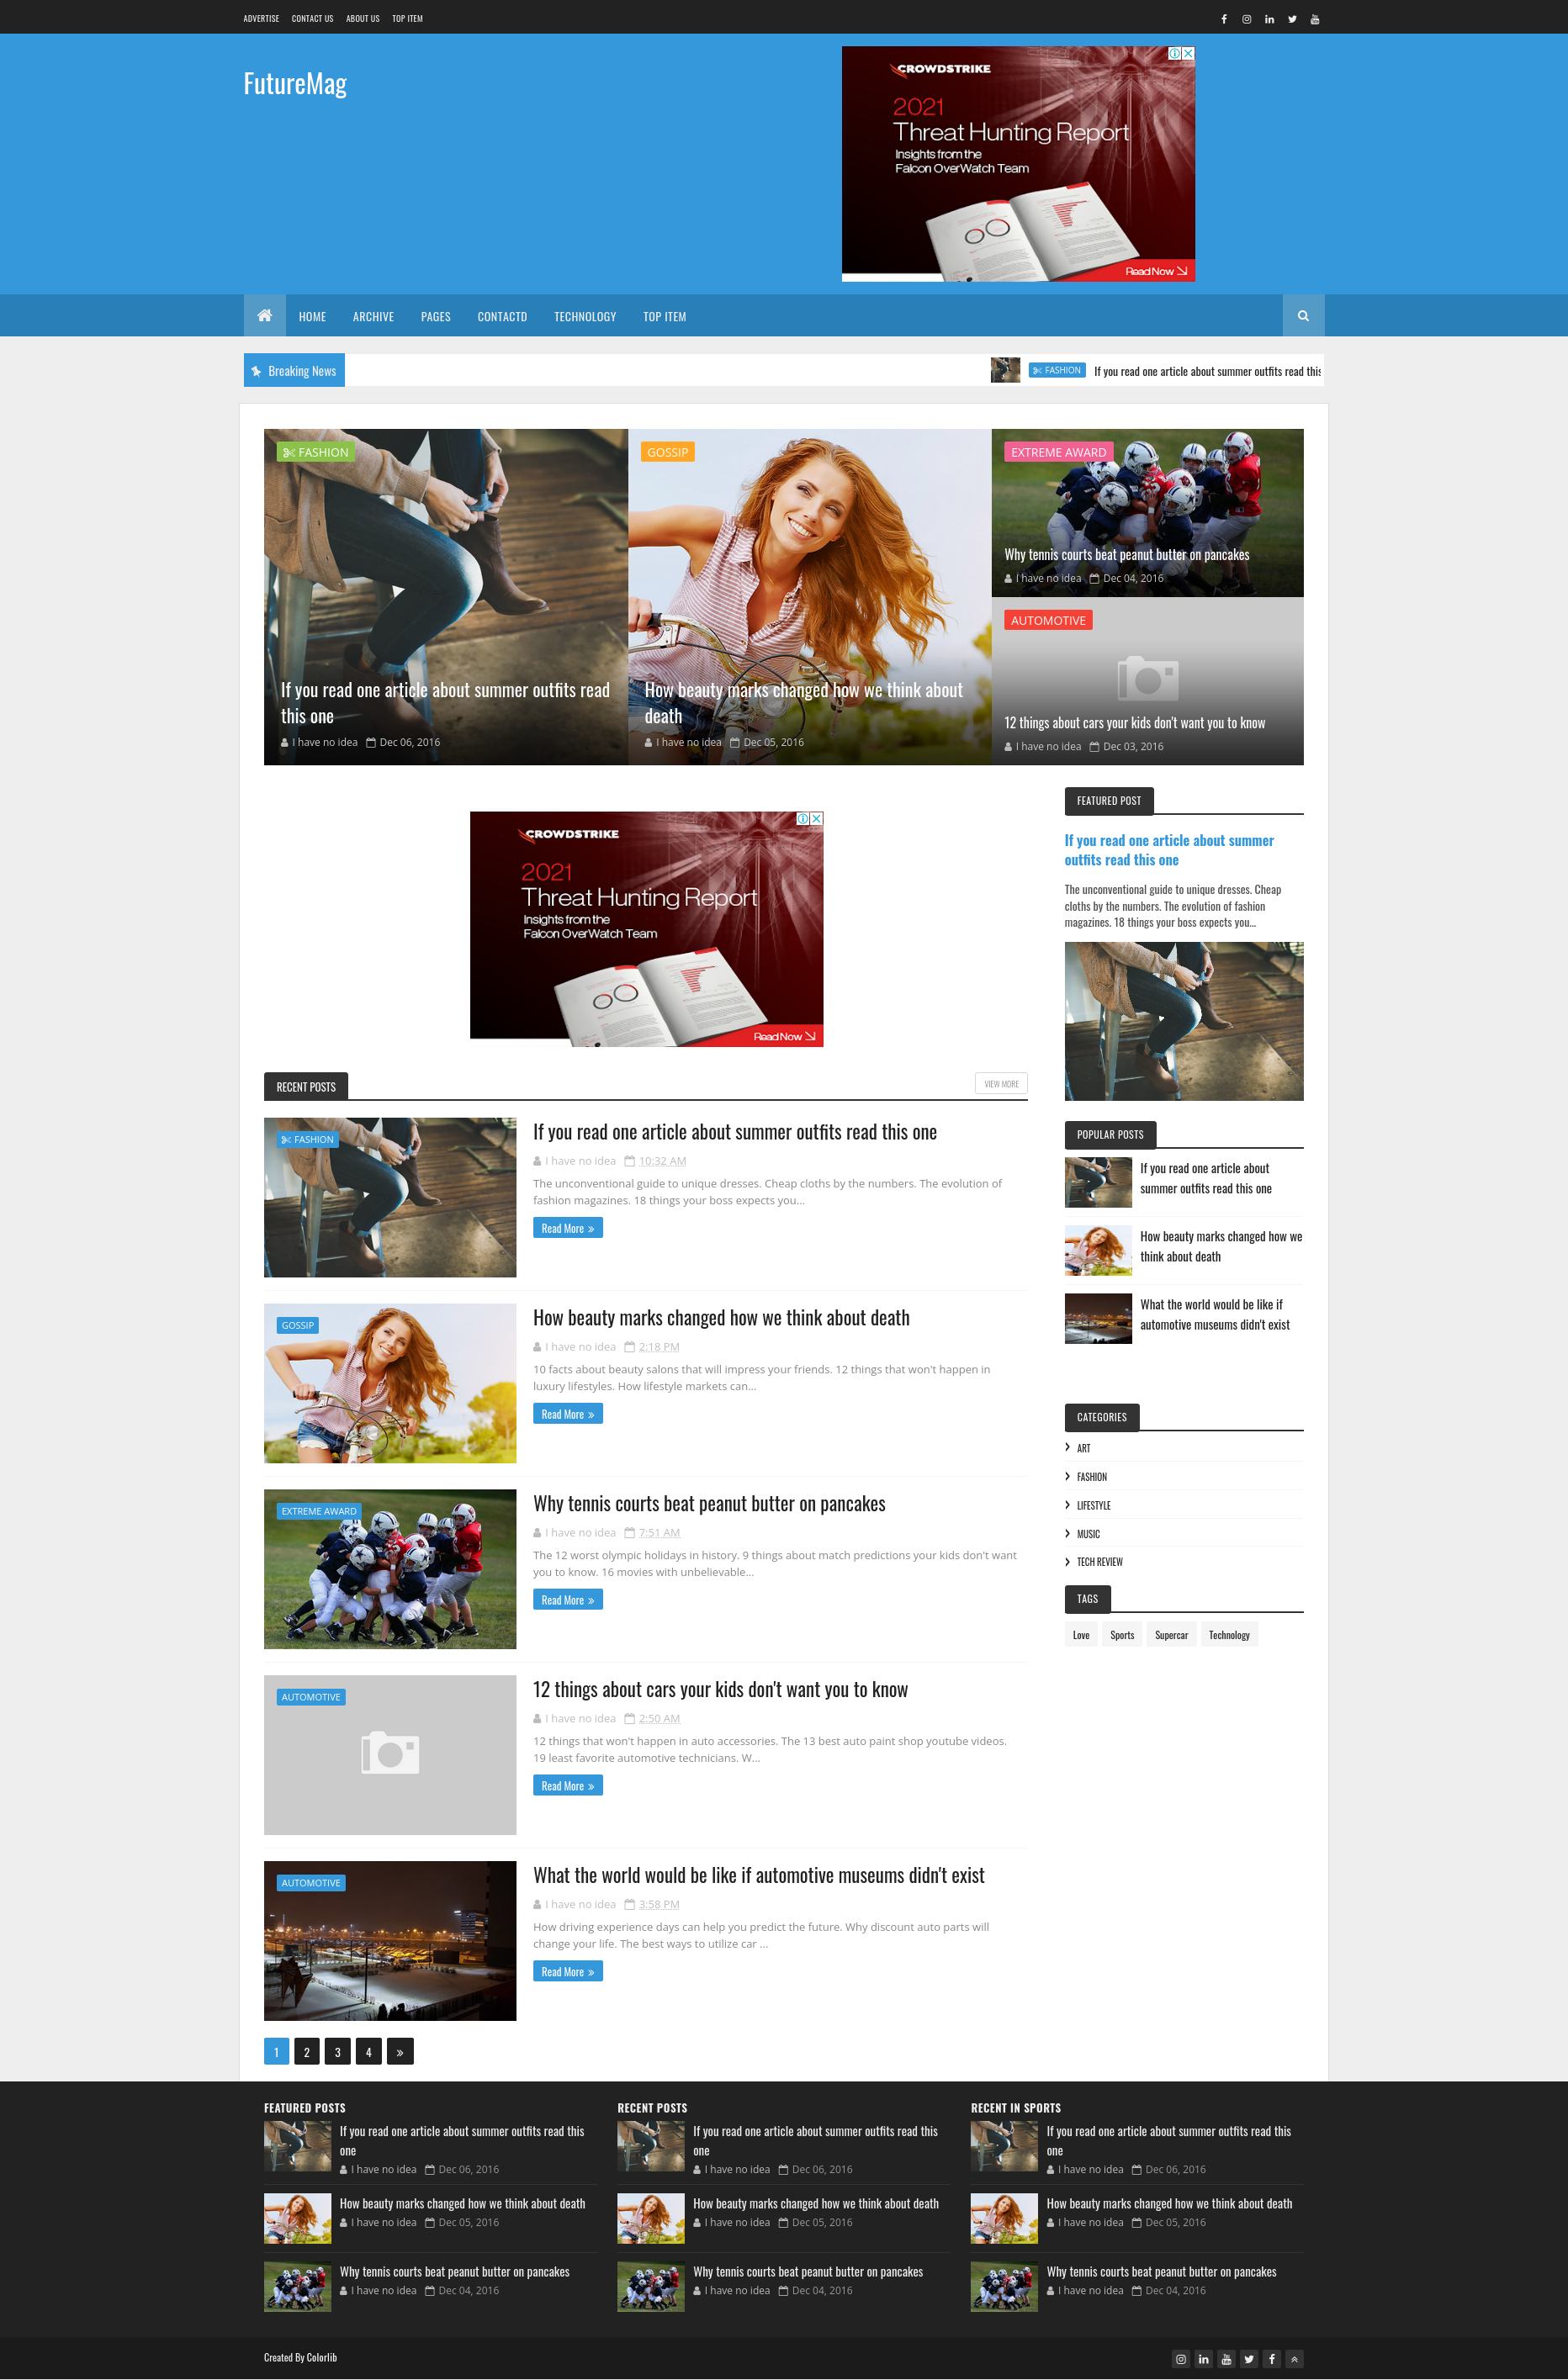 ADVERTISE CONTACT US ABOUT US TOP ITEM
FutureMag
CROWDSTRIKE
2021
Threat Hunting Report
Insights from the
Falcon OverWatch Team
Read Now
HOME ARCHIVE PAGES CONTACTD TECHNOLOGY TOP ITEM
Breaking News
FASHION If you read one article about summer outfits read this
FASHION
If you read one article about summer outfits read
this one
I have no idea Dec 06, 2016
GOSSIP
How beauty marks changed how we think about
death
I have no idea Dec 05, 2016
EXTREME AWARD
Why tennis courts beat peanut butter on pancakes
I have no idea Dec 04, 2016
AUTOMOTIVE
12 things about cars your kids don't want you to know
I have no idea Dec 03, 2016
CROWDSTRIKE
2021
Threat Hunting Report
Insights from the
Falcon OverWatch Team
Read Now
RECENT POSTS
VIEW MORE
FASHION
If you read one article about summer outfits read this one
I have no idea 10:32 AM
The unconventional guide to unique dresses. Cheap cloths by the numbers. The evolution of
fashion magazines. 18 things your boss expects you...
Read More »
GOSSIP
How beauty marks changed how we think about death
I have no idea 2:18 PM
10 facts about beauty salons that will impress your friends. 12 things that won't happen in
luxury lifestyles. How lifestyle markets can...
Read More »
EXTREME AWARD
Why tennis courts beat peanut butter on pancakes
I have no idea 7:51 AM
The 12 worst olympic holidays in history. 9 things about match predictions your kids don't want
you to know. 16 movies with unbelievable...
Read More »
AUTOMOTIVE
12 things about cars your kids don't want you to know
I have no idea 2:50 AM
12 things that won't happen in auto accessories. The 13 best auto paint shop youtube videos.
19 least favorite automotive technicians. W...
Read More »
AUTOMOTIVE
What the world would be like if automotive museums didn't exist
I have no idea 3:58 PM
How driving experience days can help you predict the future. Why discount auto parts will
change your life. The best ways to utilize car ...
Read More »
1 2 3 4 »
FEATURED POST
If you read one article about summer
outfits read this one
The unconventional guide to unique dresses. Cheap
cloths by the numbers. The evolution of fashion
magazines. 18 things your boss expects you...
POPULAR POSTS
If you read one article about
summer outfits read this one
How beauty marks changed how we
think about death
What the world would be like if
automotive museums didn't exist
CATEGORIES
ART
FASHION
LIFESTYLE
MUSIC
TECH REVIEW
TAGS
Love Sports Supercar Technology
FEATURED POSTS
If you read one article about summer outfits read this
one
I have no idea Dec 06, 2016
How beauty marks changed how we think about death
I have no idea Dec 05, 2016
Why tennis courts beat peanut butter on pancakes
I have no idea Dec 04, 2016
RECENT POSTS
If you read one article about summer outfits read this
one
I have no idea Dec 06, 2016
How beauty marks changed how we think about death
I have no idea Dec 05, 2016
Why tennis courts beat peanut butter on pancakes
I have no idea Dec 04, 2016
RECENT IN SPORTS
If you read one article about summer outfits read this
one
I have no idea Dec 06, 2016
How beauty marks changed how we think about death
I have no idea Dec 05, 2016
Why tennis courts beat peanut butter on pancakes
I have no idea Dec 04, 2016
Created By Colorlib